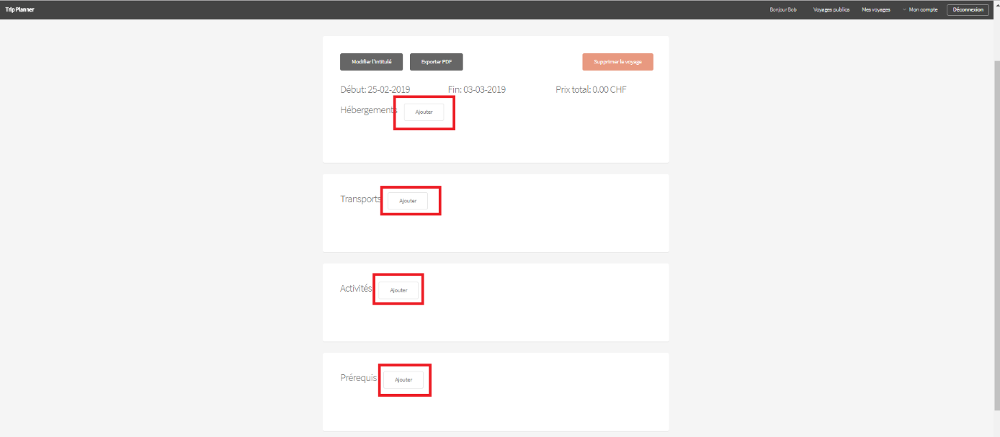 Trip Planner Bonjour Bob Voyages publics Mes voyages Mon compte Déconnexion
Modifier l'intitulé Exporter PDF Supprimer le voyage
Début: 25-02-2019 Fin: 03-03-2019 Prix total: 0.00 CHF
Hébergements Ajouter
Transports Ajouter
Activités Ajouter
Prérequis Ajouter